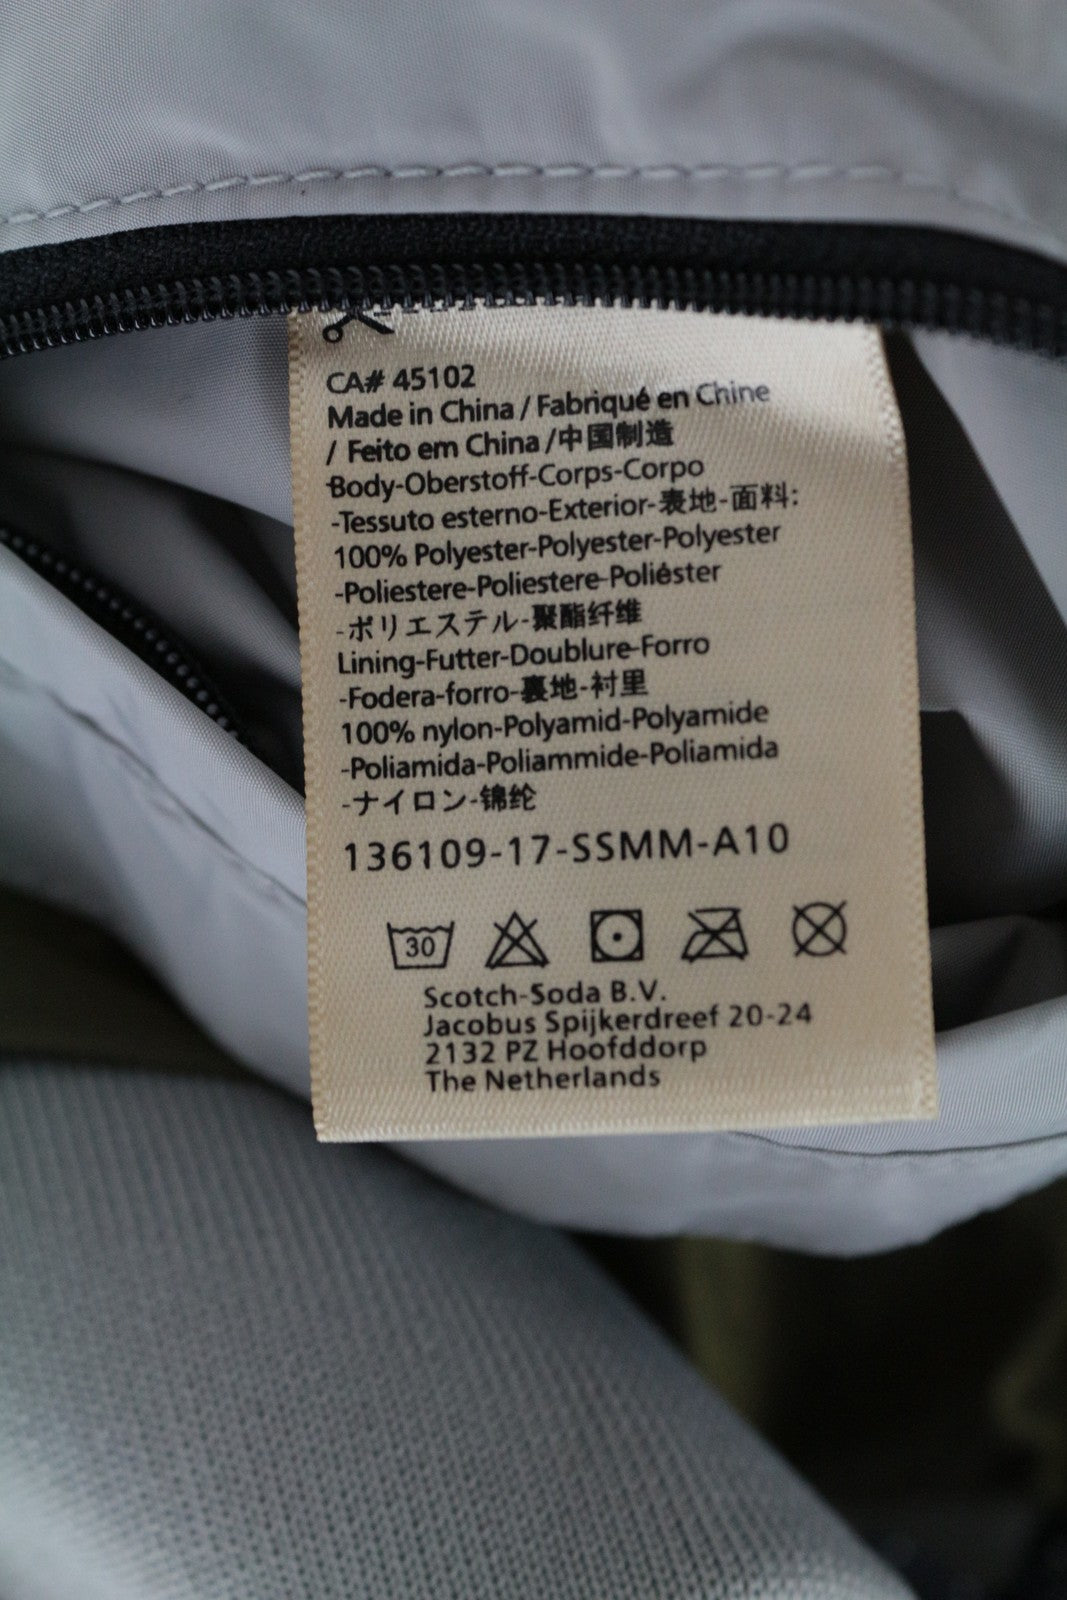 CA# 45102
Made in China / Fabriqué en Chine
/ Feito em China /中国制造
Body-Oberstoff-Corps-Corpo
-Tessuto esterno-Exterior-表地-面料:
100% Polyester-Polyester-Polyester
-Poliestere-Poliestere-Poliéster
-ポリエステル-聚酯纤维
Lining-Futter-Doublure-Forro
-Fodera-forro-裏地-衬里
100% nylon-Polyamid-Polyamide
-Poliamida-Poliammide-Poliamida
-ナイロン-锦纶
136109-17-SSMM-A10
30
Scotch-Soda B.V.
Jacobus Spijkerdreef 20-24
2132 PZ Hoofddorp
The Netherlands